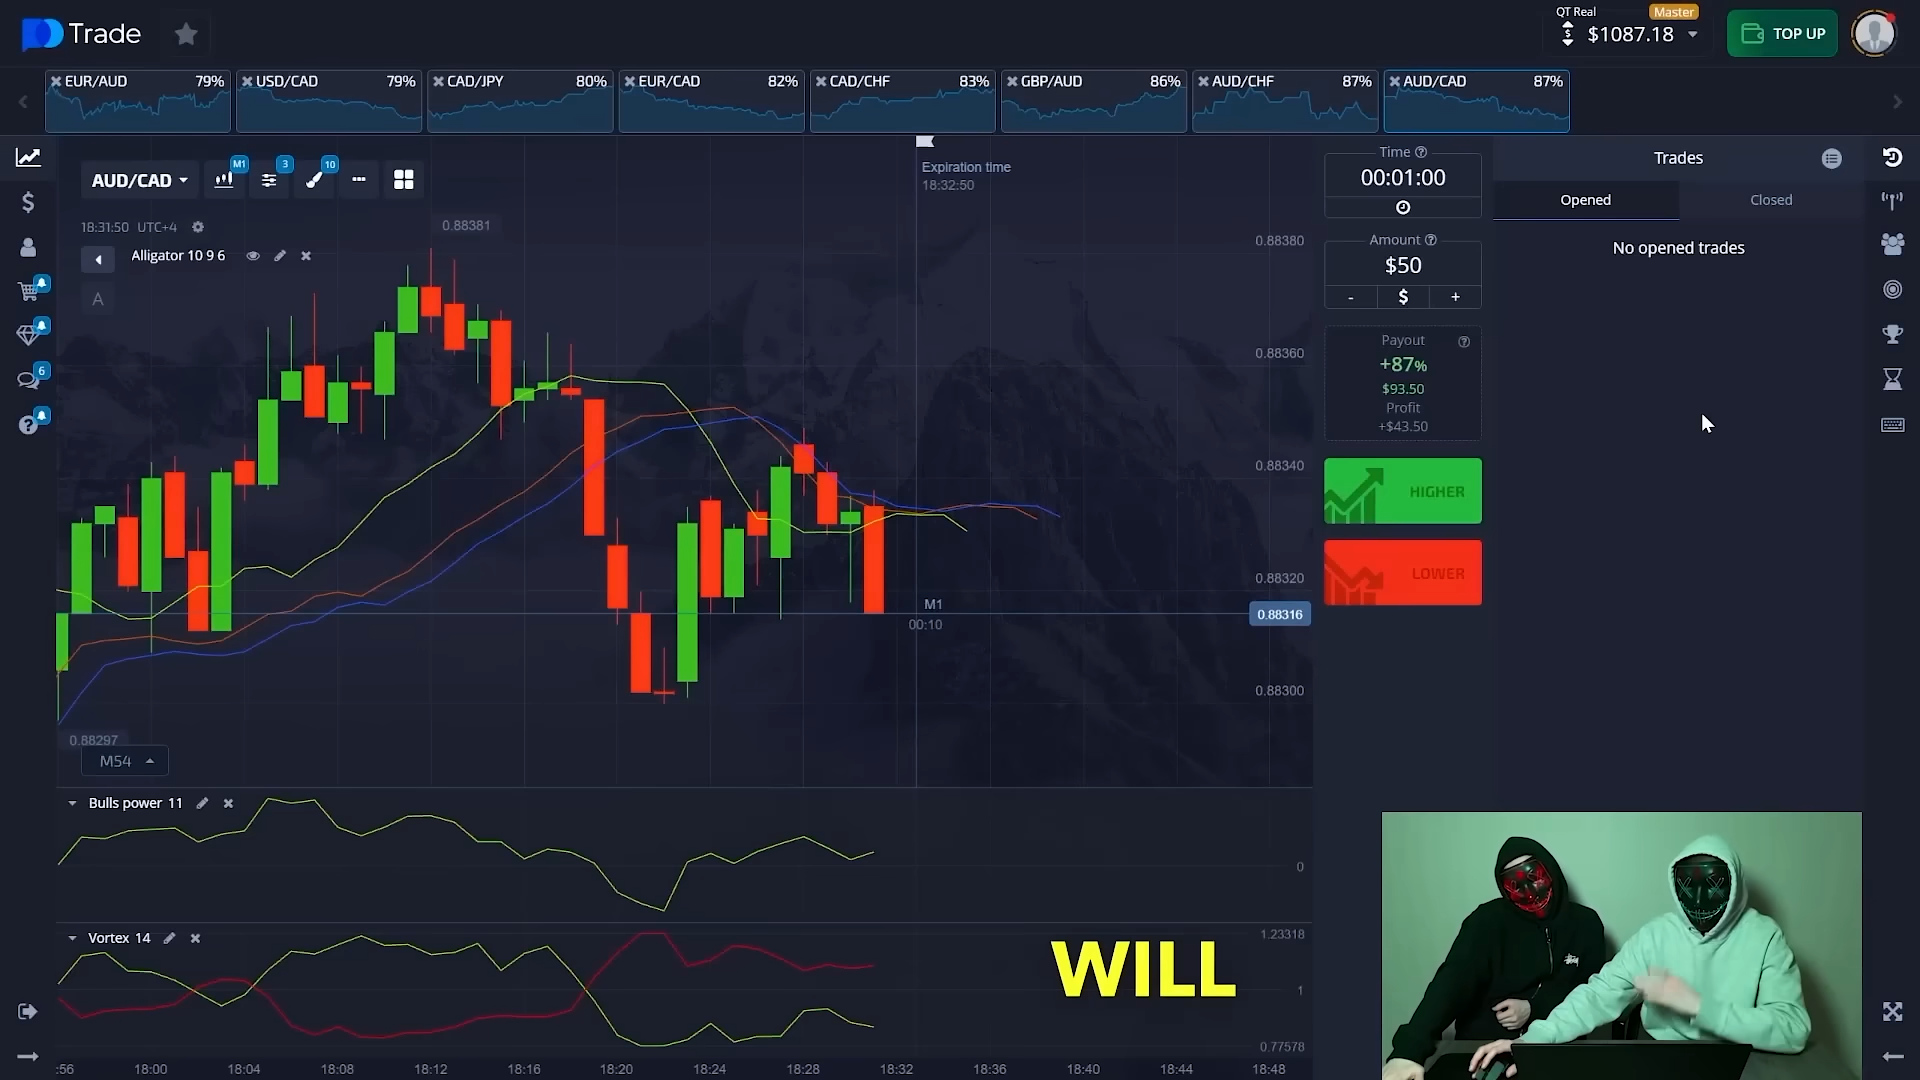 Trade
QT Real
Master
$1087.18
TOP UP
EUR/AUD 79%
USD/CAD 79%
CAD/JPY 80%
EUR/CAD 82%
CAD/CHF 83%
GBP/AUD 86%
AUD/CHF 87%
AUD/CAD 87%
AUD/CAD
M1
3
10
18:31:50 UTC+4
Alligator 10 9 6
A
0.88381
Expiration time
18:32:50
0.88380
0.88360
0.88340
0.88320
0.88316
0.88300
M1
00:10
0.88297
M54
Bulls power 11
0
Vortex 14
1.23318
1
0.77578
:56 18:00 18:04 18:08 18:12 18:16 18:20 18:24 18:28 18:32 18:36 18:40 18:44 18:48
Time
00:01:00
Amount
$50
- $ +
Payout
+87%
$93.50
Profit
+$43.50
HIGHER
LOWER
Trades
Opened
Closed
No opened trades
6
WILL